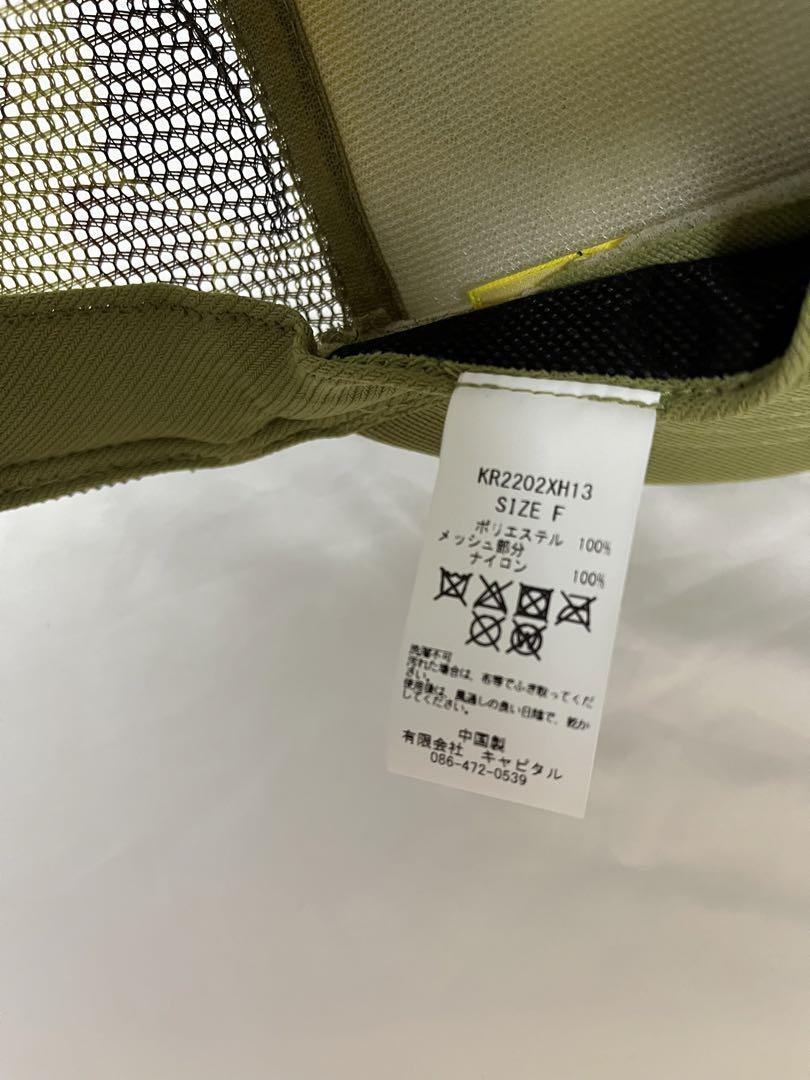 KR2202XH13
SIZE F
ポリエステル 100%
メッシュ部分
ナイロン 100%
洗濯不可
汚れた場合は、布等でふき取ってくだ
さい。
使用後は、風通しの良い日陰で、乾か
してください。
中国製
有限会社 キャピタル
086-472-0539